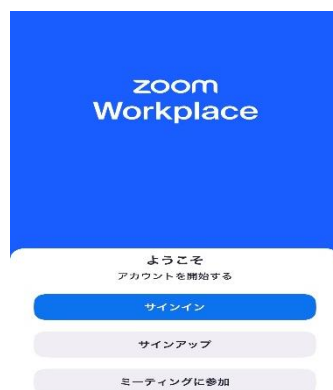 zoom
Workplace
ようこそ
アカウントを開始する
サインイン
サインアップ
ミーティングに参加